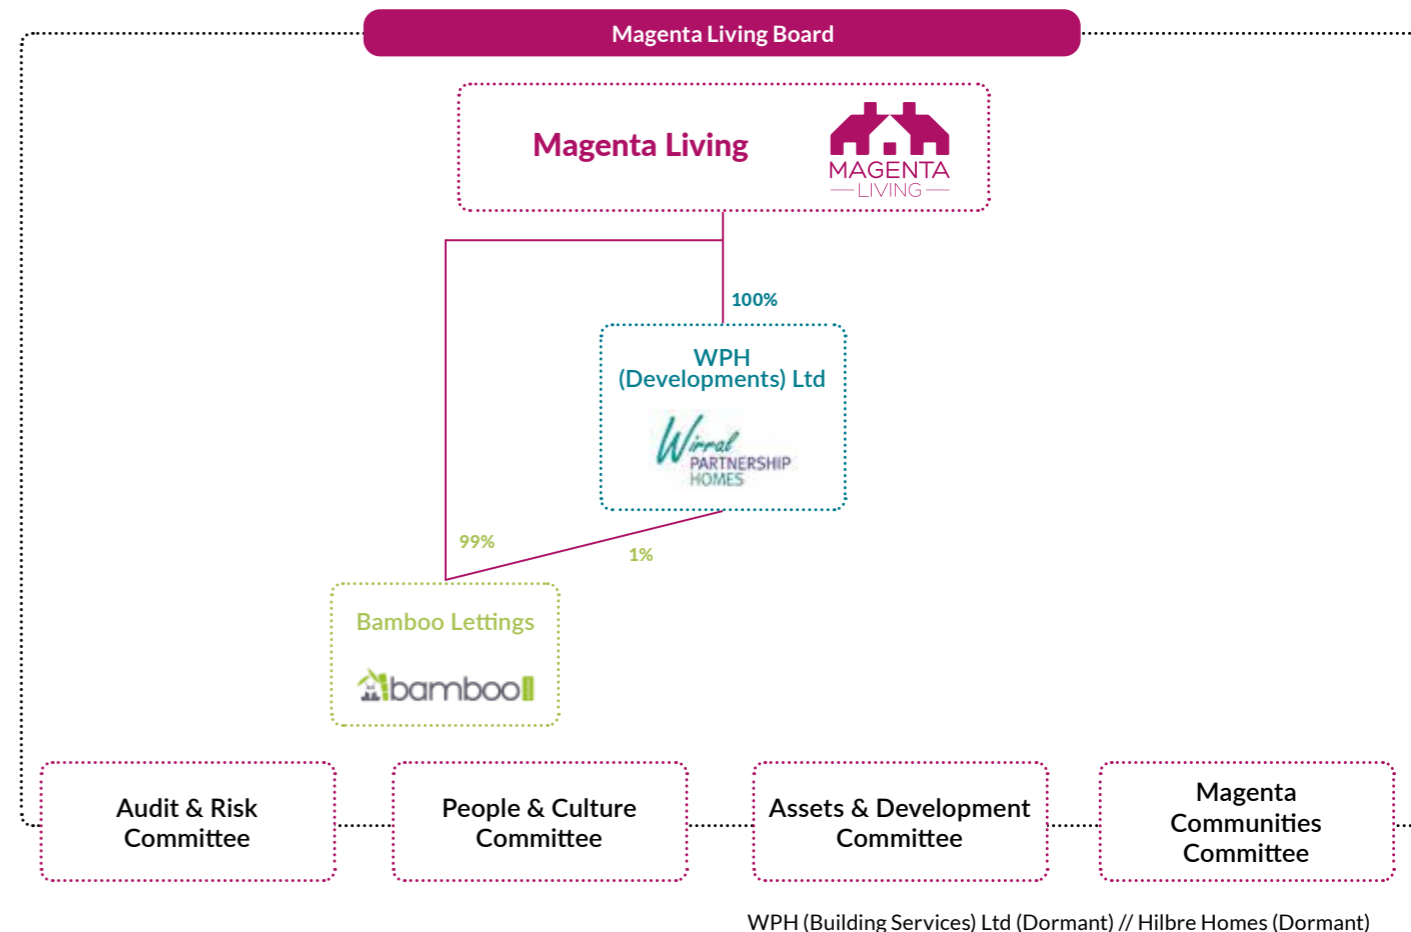 Magenta Living Board
Magenta Living
MAGENTA
LIVING
100%
WPH
(Developments) Ltd
Wirral
PARTNERSHIP
HOMES
99%
1%
Bamboo Lettings
bamboo
Audit & Risk
Committee
People & Culture
Committee
Assets & Development
Committee
Magenta
Communities
Committee
WPH (Building Services) Ltd (Dormant) // Hilbre Homes (Dormant)